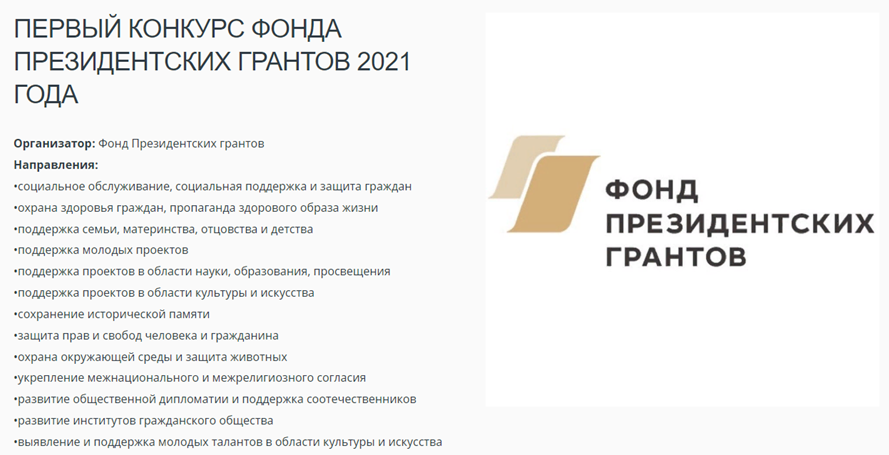 ПЕРВЫЙ КОНКУРС ФОНДА
ПРЕЗИДЕНТСКИХ ГРАНТОВ 2021
ГОДА
Организатор: Фонд Президентских грантов
Направления:
•социальное обслуживание, социальная поддержка и защита граждан
•охрана здоровья граждан, пропаганда здорового образа жизни
•поддержка семьи, материнства, отцовства и детства
•поддержка молодых проектов
•поддержка проектов в области науки, образования, просвещения
•поддержка проектов в области культуры и искусства
•сохранение исторической памяти
•защита прав и свобод человека и гражданина
•охрана окружающей среды и защита животных
•укрепление межнационального и межрелигиозного согласия
•развитие общественной дипломатии и поддержка соотечественников
•развитие институтов гражданского общества
•выявление и поддержка молодых талантов в области культуры и искусства
ФОНД
ПРЕЗИДЕНТСКИХ
ГРАНТОВ